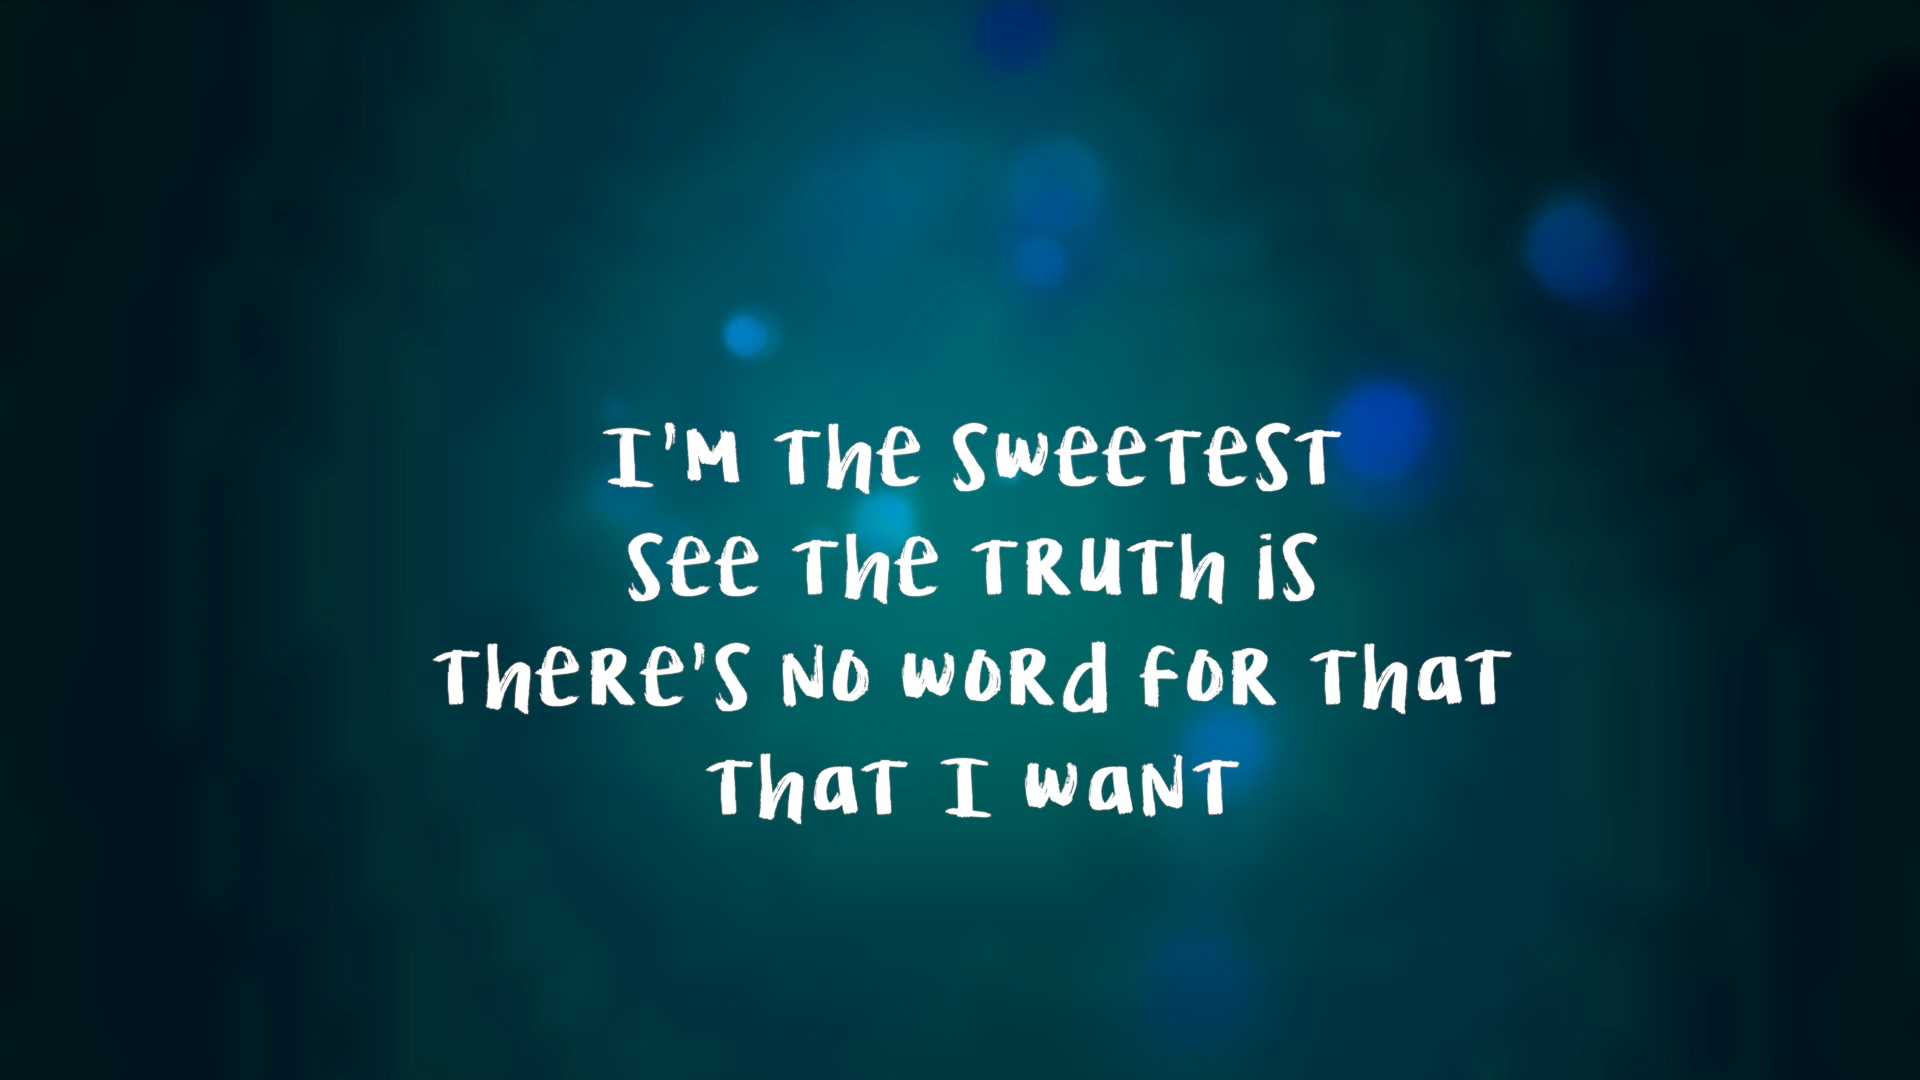 I'M THE SWEETEST
SEE THE TRUTH IS
THERE'S NO WORD FOR THAT
THAT I WANT